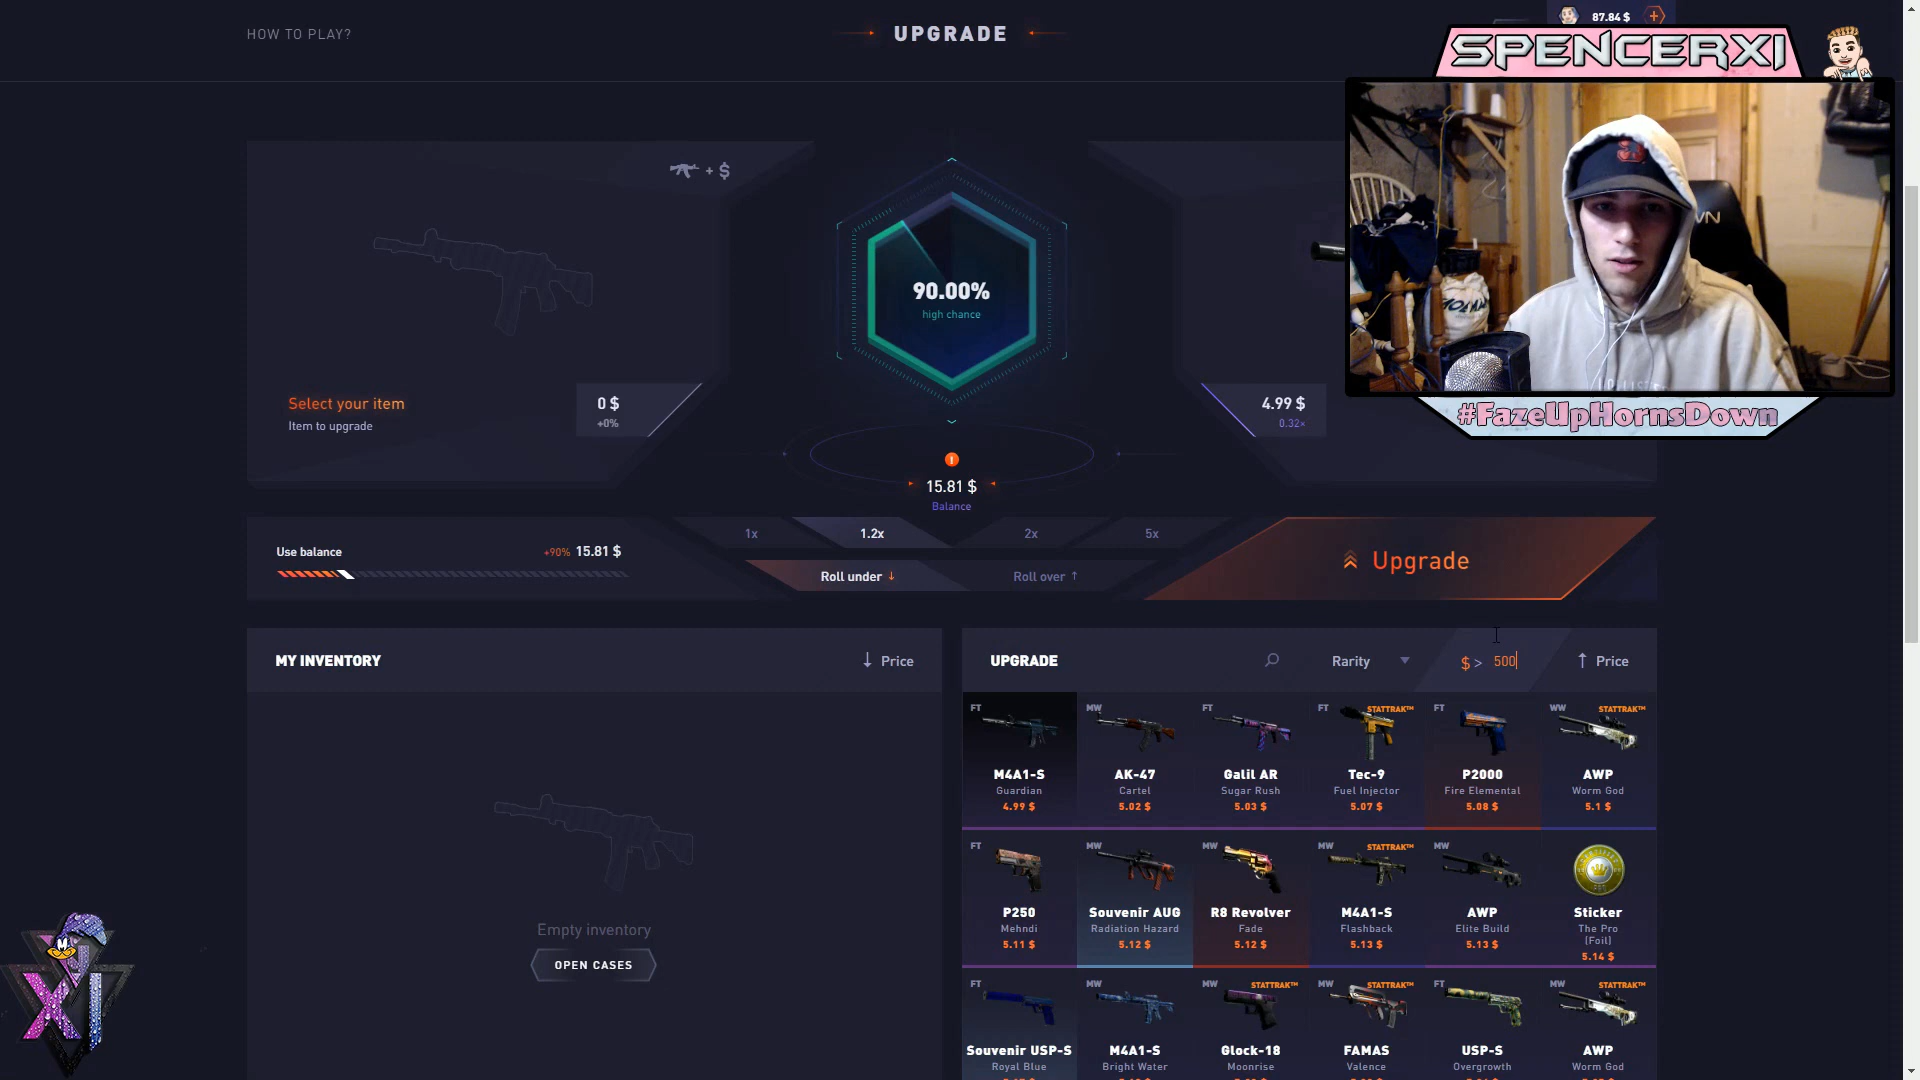 HOW TO PLAY?
UPGRADE
87.84 $
SPENCERXI
+ $
90.00%
high chance
Select your item
Item to upgrade
0 $
+0%
4.99 $
0.32×
#FazeUpHornsDown
15.81 $
Balance
Use balance
+90% 15.81 $
1x
1.2x
2x
5x
Roll under ↓
Roll over ↑
Upgrade
MY INVENTORY
↓ Price
UPGRADE
Rarity
$ > 500
↑ Price
FT
M4A1-S
Guardian
4.99 $
MW
AK-47
Cartel
5.02 $
FT
Galil AR
Sugar Rush
5.03 $
FT STATTRAK™
Tec-9
Fuel Injector
5.07 $
FT
P2000
Fire Elemental
5.08 $
WW STATTRAK™
AWP
Worm God
5.1 $
FT
P250
Mehndi
5.11 $
MW
Souvenir AUG
Radiation Hazard
5.12 $
MW
R8 Revolver
Fade
5.12 $
MW STATTRAK™
M4A1-S
Flashback
5.13 $
MW
AWP
Elite Build
5.13 $
Sticker
The Pro
(Foil)
5.14 $
FT
Souvenir USP-S
Royal Blue
MW
M4A1-S
Bright Water
MW STATTRAK™
Glock-18
Moonrise
MW STATTRAK™
FAMAS
Valence
FT
USP-S
Overgrowth
MW STATTRAK™
AWP
Worm God
Empty inventory
OPEN CASES
XI